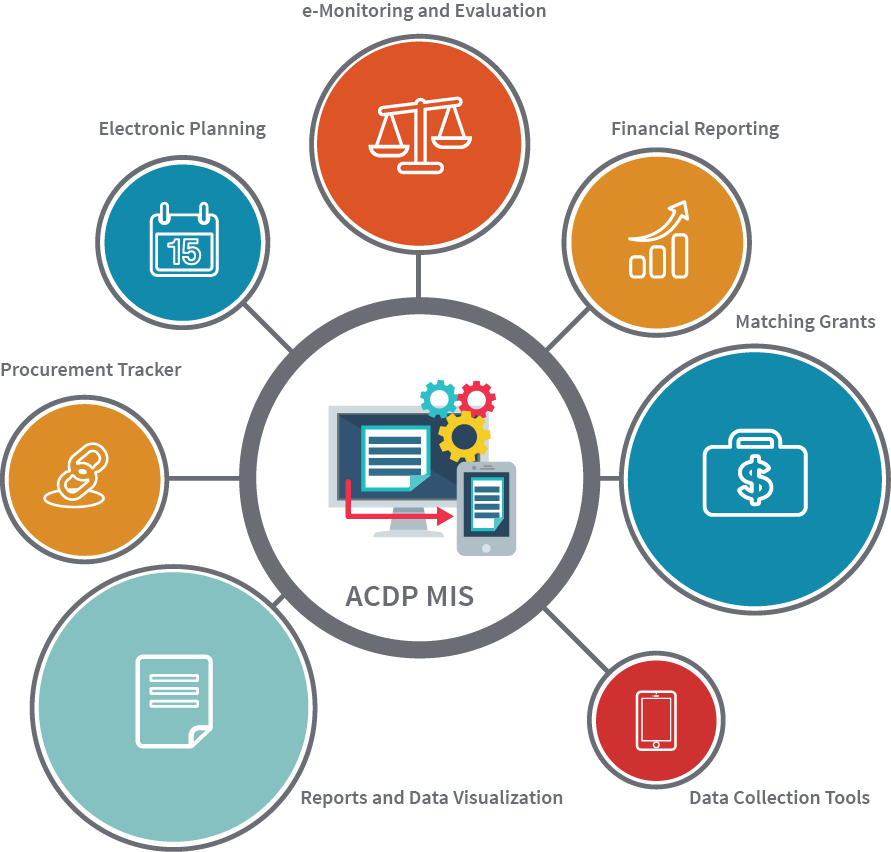 e-Monitoring and Evaluation
Electronic Planning
Financial Reporting
15
Matching Grants
Procurement Tracker
$
ACDP MIS
Reports and Data Visualization
Data Collection Tools